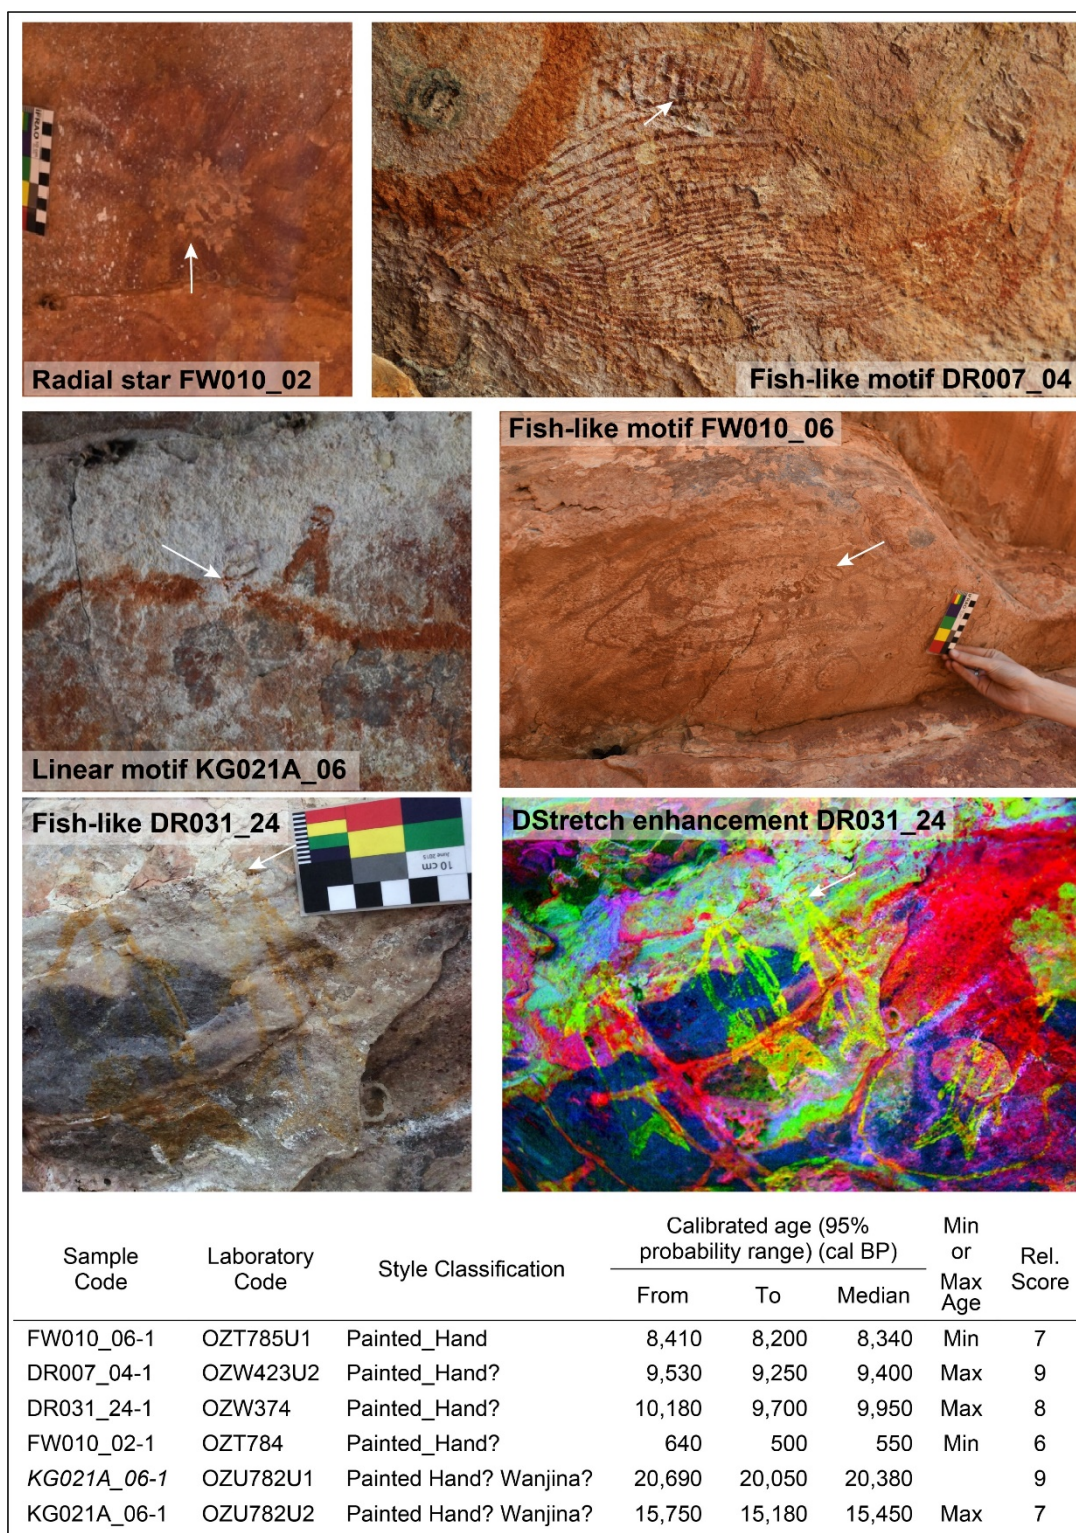 IFRAO
Radial star FW010_02
Fish-like motif DR007_04
Linear motif KG021A_06
Fish-like motif FW010_06
Fish-like DR031_24
10 cm
June 2015
DStretch enhancement DR031_24
Sample Code Laboratory Code Style Classification Calibrated age (95% probability range) (cal BP) Min or Max Age Rel. Score
From To Median
FW010_06-1 OZT785U1 Painted_Hand 8,410 8,200 8,340 Min 7
DR007_04-1 OZW423U2 Painted_Hand? 9,530 9,250 9,400 Max 9
DR031_24-1 OZW374 Painted_Hand? 10,180 9,700 9,950 Max 8
FW010_02-1 OZT784 Painted_Hand? 640 500 550 Min 6
KG021A_06-1 OZU782U1 Painted Hand? Wanjina? 20,690 20,050 20,380 9
KG021A_06-1 OZU782U2 Painted Hand? Wanjina? 15,750 15,180 15,450 Max 7